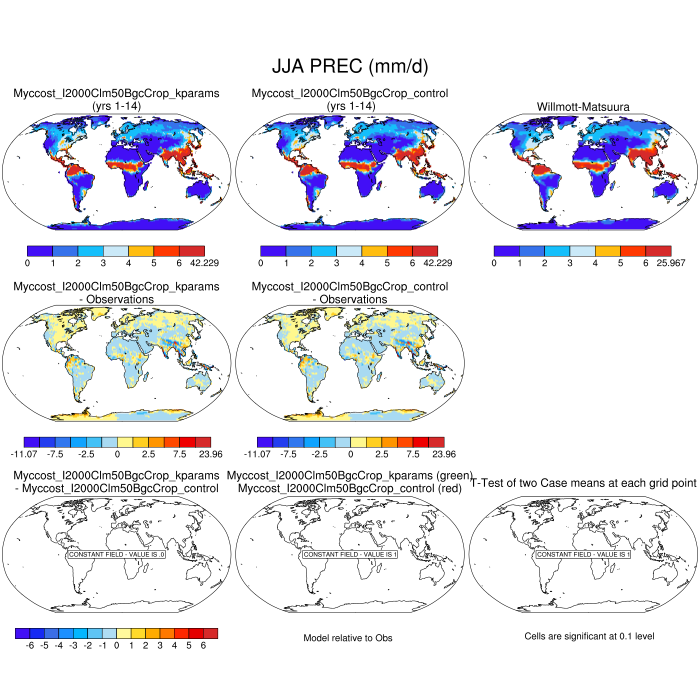 JJA PREC (mm/d)
Myccost_I2000Clm50BgcCrop_kparams
(yrs 1-14)
Myccost_I2000Clm50BgcCrop_control
(yrs 1-14)
Willmott-Matsuura
0 1 2 3 4 5 6 42.229
0 1 2 3 4 5 6 42.229
0 1 2 3 4 5 6 25.967
Myccost_I2000Clm50BgcCrop_kparams
- Observations
Myccost_I2000Clm50BgcCrop_control
- Observations
-11.07 -7.5 -2.5 0 2.5 7.5 23.96
-11.07 -7.5 -2.5 0 2.5 7.5 23.96
Myccost_I2000Clm50BgcCrop_kparams
- Myccost_I2000Clm50BgcCrop_control
Myccost_I2000Clm50BgcCrop_kparams (green)
Myccost_I2000Clm50BgcCrop_control (red)
T-Test of two Case means at each grid point
CONSTANT FIELD - VALUE IS 0
CONSTANT FIELD - VALUE IS 1
CONSTANT FIELD - VALUE IS 1
-6 -5 -4 -3 -2 -1 0 1 2 3 4 5 6
Model relative to Obs
Cells are significant at 0.1 level